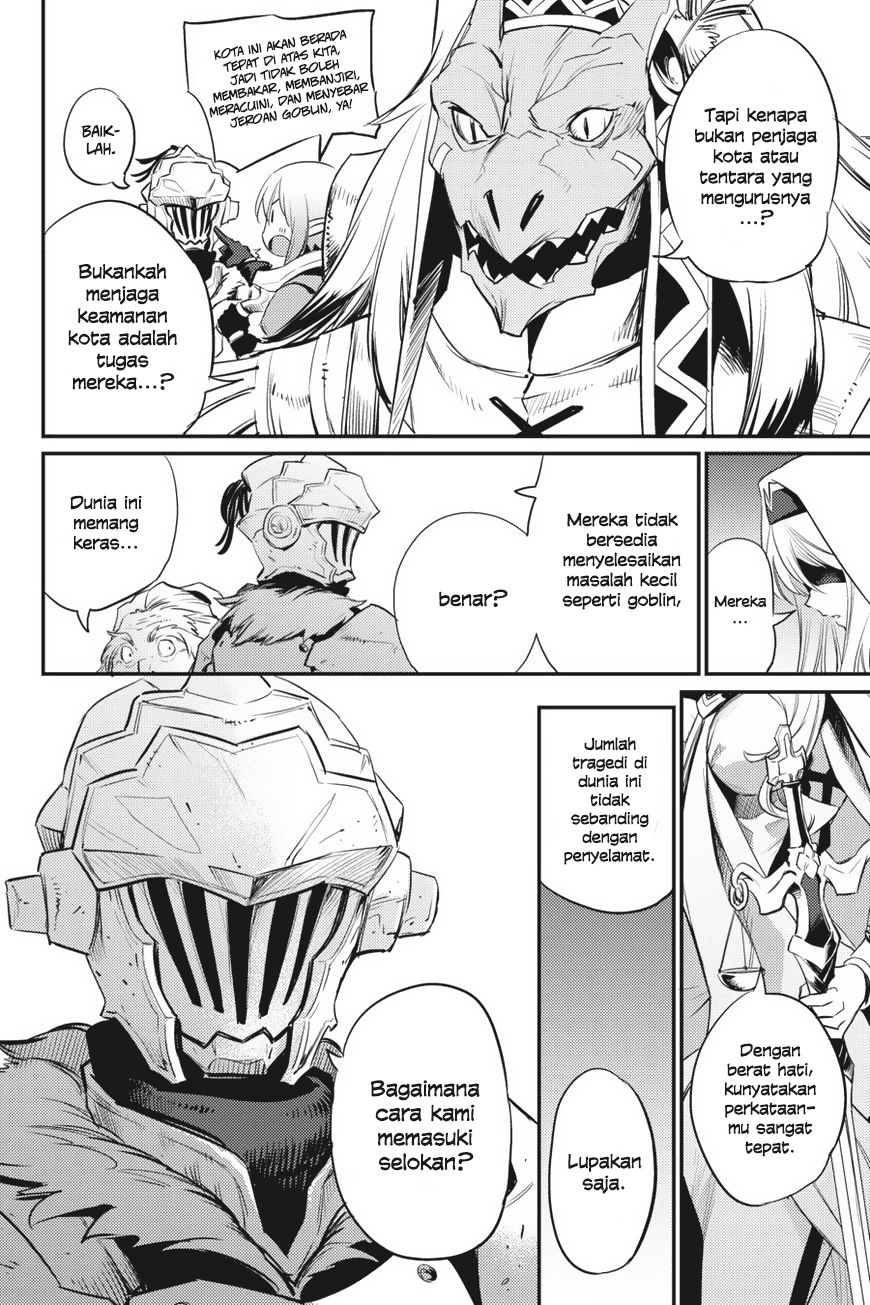 Tapi kenapa
bukan penjaga
kota atau
tentara yang
mengurusnya
...?
KOTA INI AKAN BERADA
TEPAT DI ATAS KITA,
JADI TIDAK BOLEH
MEMBAKAR, MEMBANJIRI,
MERACUINI, DAN MENYEBAR
JEROAN GOBLIN, YA!
BAIK-
LAH.
Bukankah
menjaga
keamanan
kota adalah
tugas
mereka...?
Mereka
...
Mereka tidak
bersedia
menyelesaikan
masalah kecil
seperti goblin,
benar?
Dunia ini
memang
keras...
Dengan
berat hati,
kunyatakan
perkataan-
mu sangat
tepat.
Jumlah
tragedi di
dunia ini
tidak
sebanding
dengan
penyelamat.
Lupakan
saja.
Bagaimana
cara kami
memasuki
selokan?